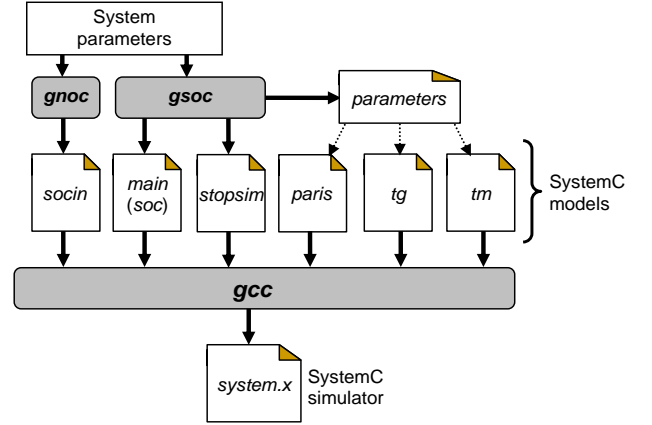 System
parameters
gnoc
gsoc
parameters
socin
main
(soc)
stopsim
paris
tg
tm
SystemC
models
gcc
system.x
SystemC
simulator